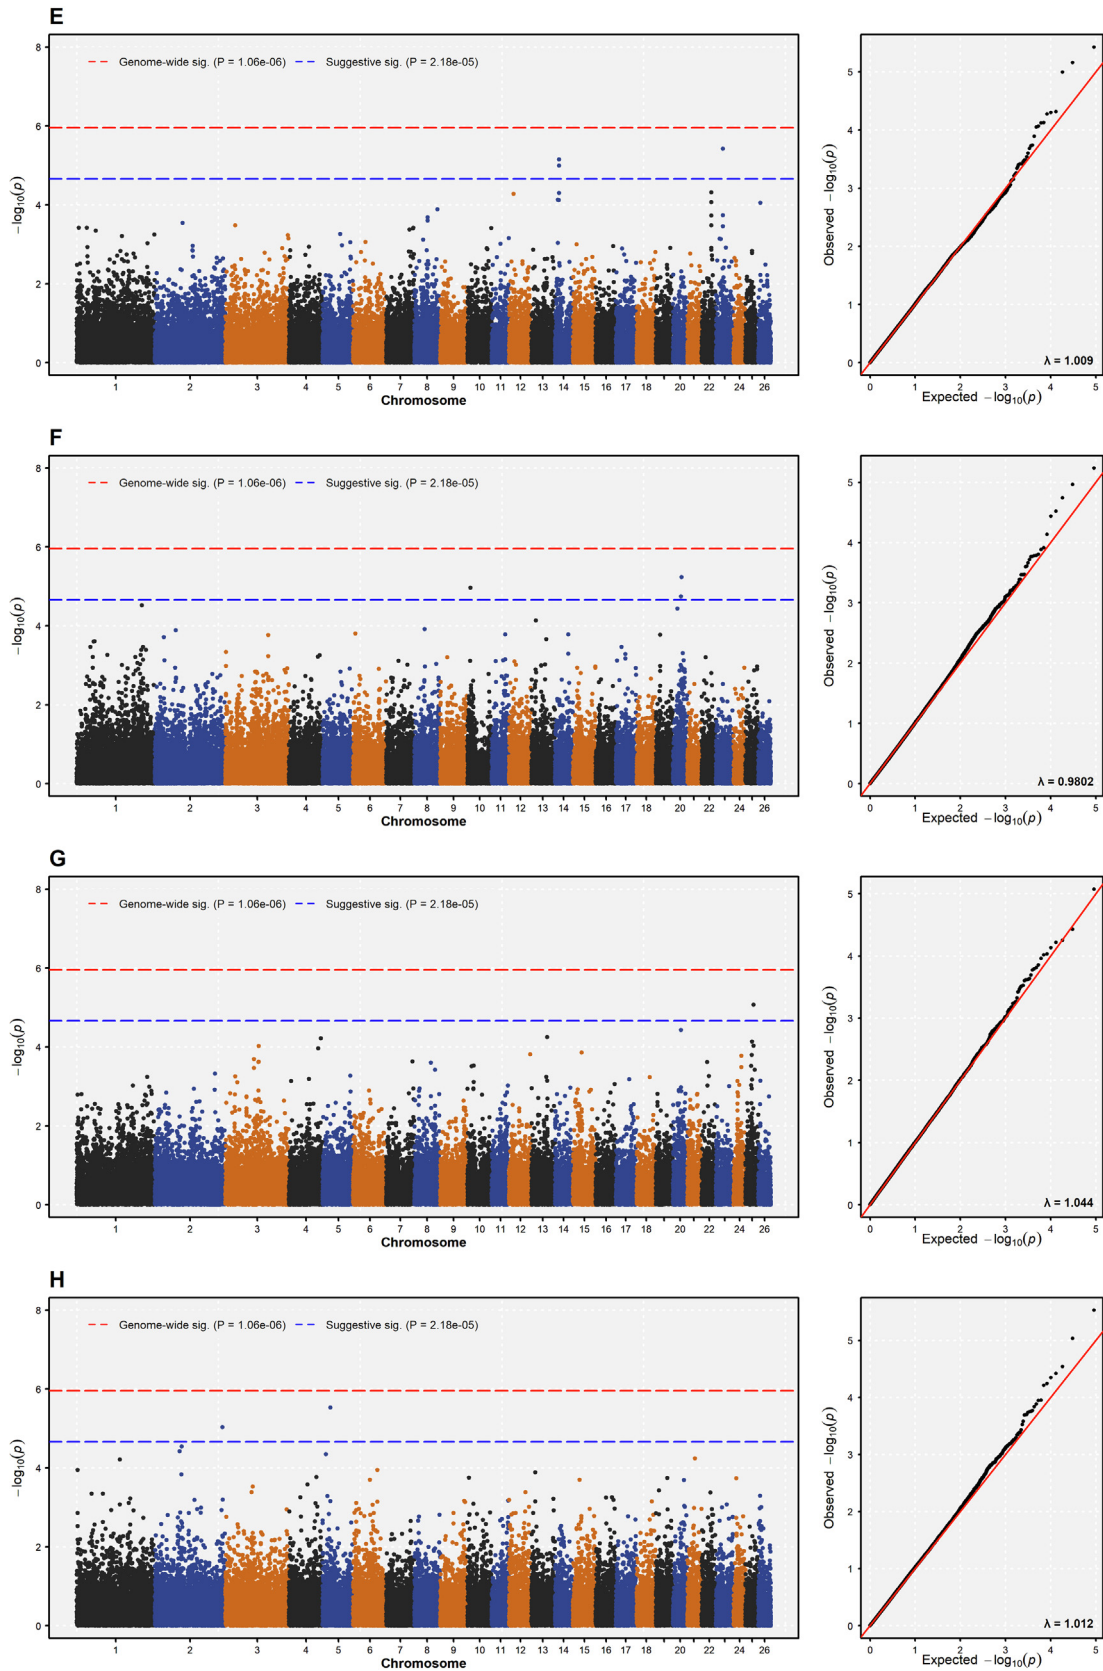 E
8
6
4
2
0
−log10(p)
Genome-wide sig. (P = 1.06e-06) Suggestive sig. (P = 2.18e-05)
1 2 3 4 5 6 7 8 9 10 11 12 13 14 15 16 17 18 20 22 24 26
Chromosome
5
4
3
2
1
0
Observed −log10(p)
λ = 1.009
0 1 2 3 4 5
Expected −log10(p)
F
8
6
4
2
0
−log10(p)
Genome-wide sig. (P = 1.06e-06) Suggestive sig. (P = 2.18e-05)
1 2 3 4 5 6 7 8 9 10 11 12 13 14 15 16 17 18 20 22 24 26
Chromosome
5
4
3
2
1
0
Observed −log10(p)
λ = 0.9802
0 1 2 3 4 5
Expected −log10(p)
G
8
6
4
2
0
−log10(p)
Genome-wide sig. (P = 1.06e-06) Suggestive sig. (P = 2.18e-05)
1 2 3 4 5 6 7 8 9 10 11 12 13 14 15 16 17 18 20 22 24 26
Chromosome
5
4
3
2
1
0
Observed −log10(p)
λ = 1.044
0 1 2 3 4 5
Expected −log10(p)
H
8
6
4
2
0
−log10(p)
Genome-wide sig. (P = 1.06e-06) Suggestive sig. (P = 2.18e-05)
1 2 3 4 5 6 7 8 9 10 11 12 13 14 15 16 17 18 20 22 24 26
Chromosome
5
4
3
2
1
0
Observed −log10(p)
λ = 1.012
0 1 2 3 4 5
Expected −log10(p)